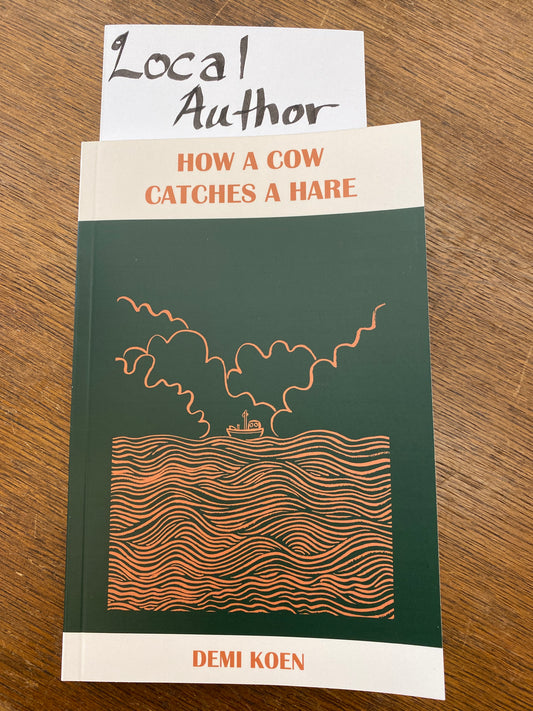 Local
Author
HOW A COW
CATCHES A HARE
DEMI KOEN